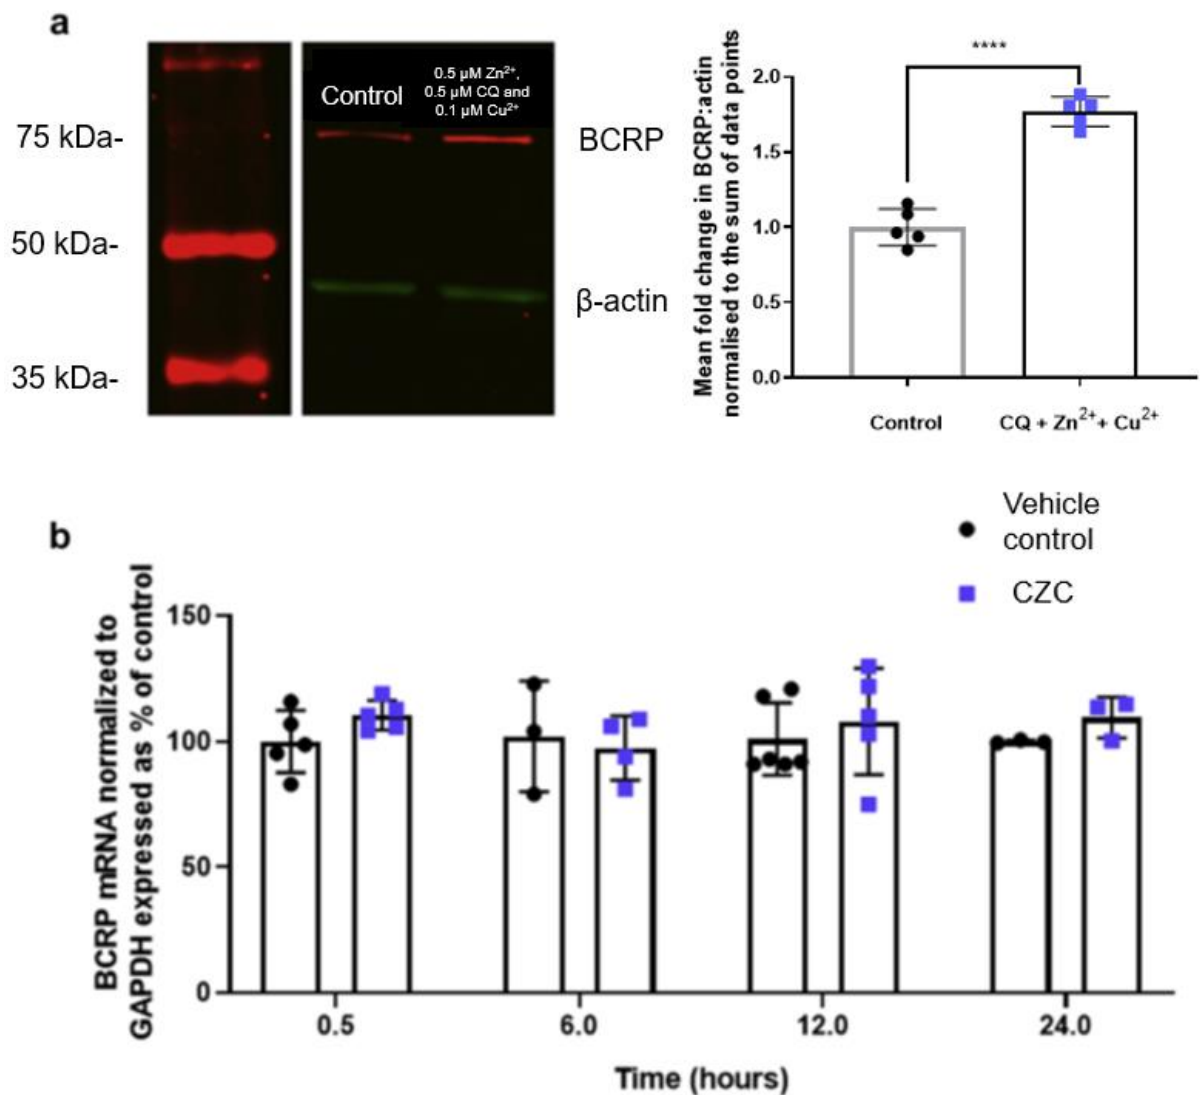 a
Control
0.5 µM Zn²⁺,
0.5 µM CQ and
0.1 µM Cu²⁺
75 kDa-
50 kDa-
35 kDa-
BCRP
β-actin
Mean fold change in BCRP:actin
normalised to the sum of data points
2.0
1.5
1.0
0.5
0.0
****
Control
CQ + Zn²⁺+ Cu²⁺
b
Vehicle
control
CZC
BCRP mRNA normalized to
GAPDH expressed as % of control
150
100
50
0
0.5
6.0
12.0
24.0
Time (hours)